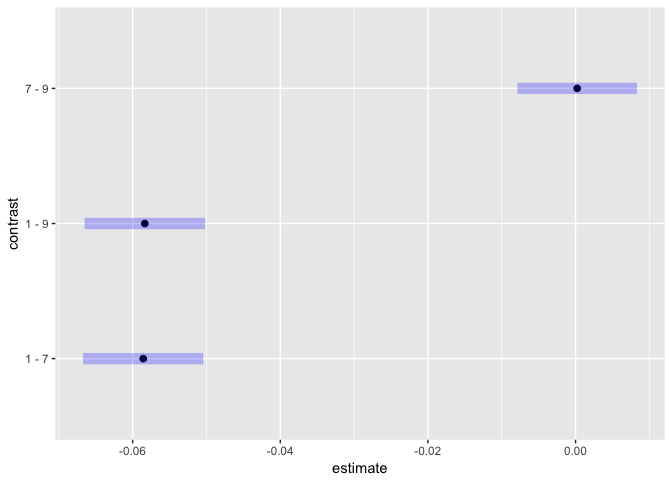 7 - 9
1 - 9
1 - 7
contrast
-0.06 -0.04 -0.02 0.00
estimate